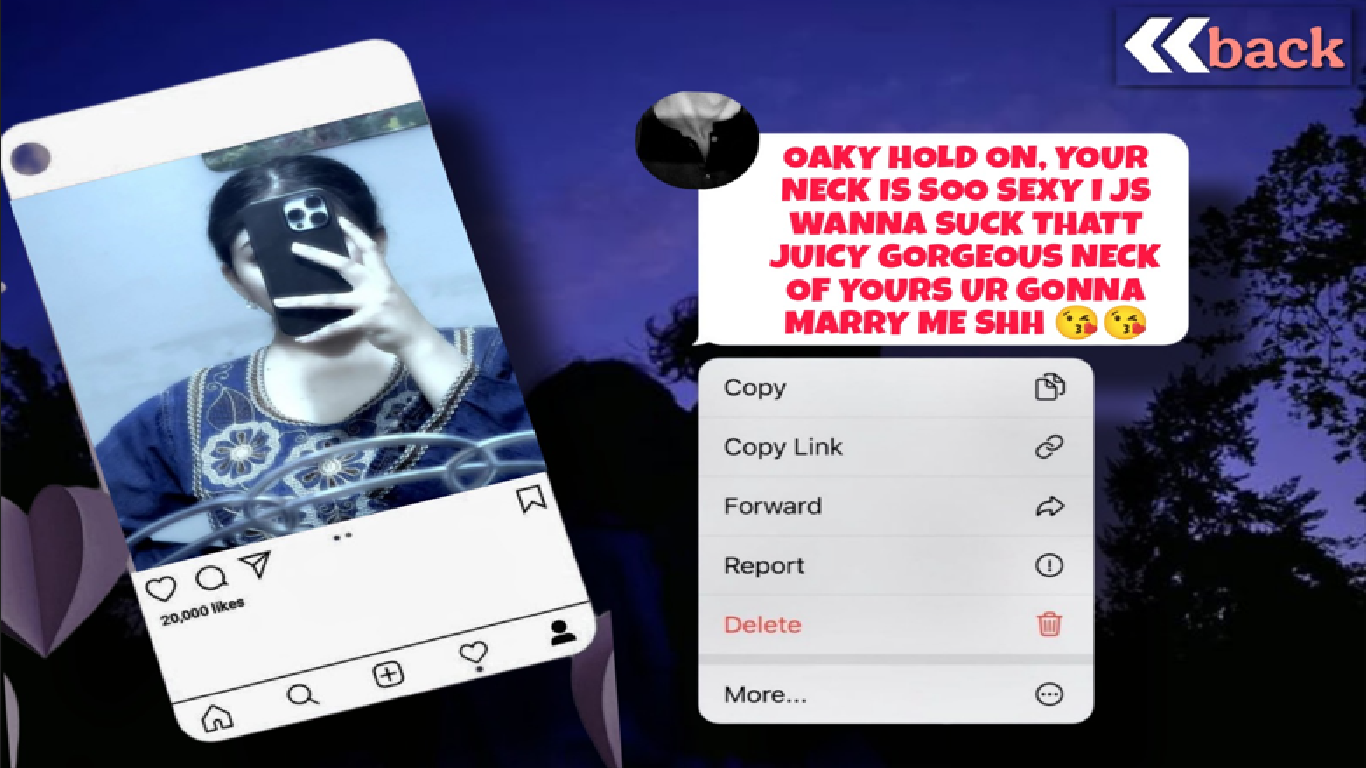 back
OAKY HOLD ON, YOUR
NECK IS SOO SEXY I JS
WANNA SUCK THATT
JUICY GORGEOUS NECK
OF YOURS UR GONNA
MARRY ME SHH 😘😘
Copy
Copy Link
Forward
Report
Delete
More...
20,000 likes